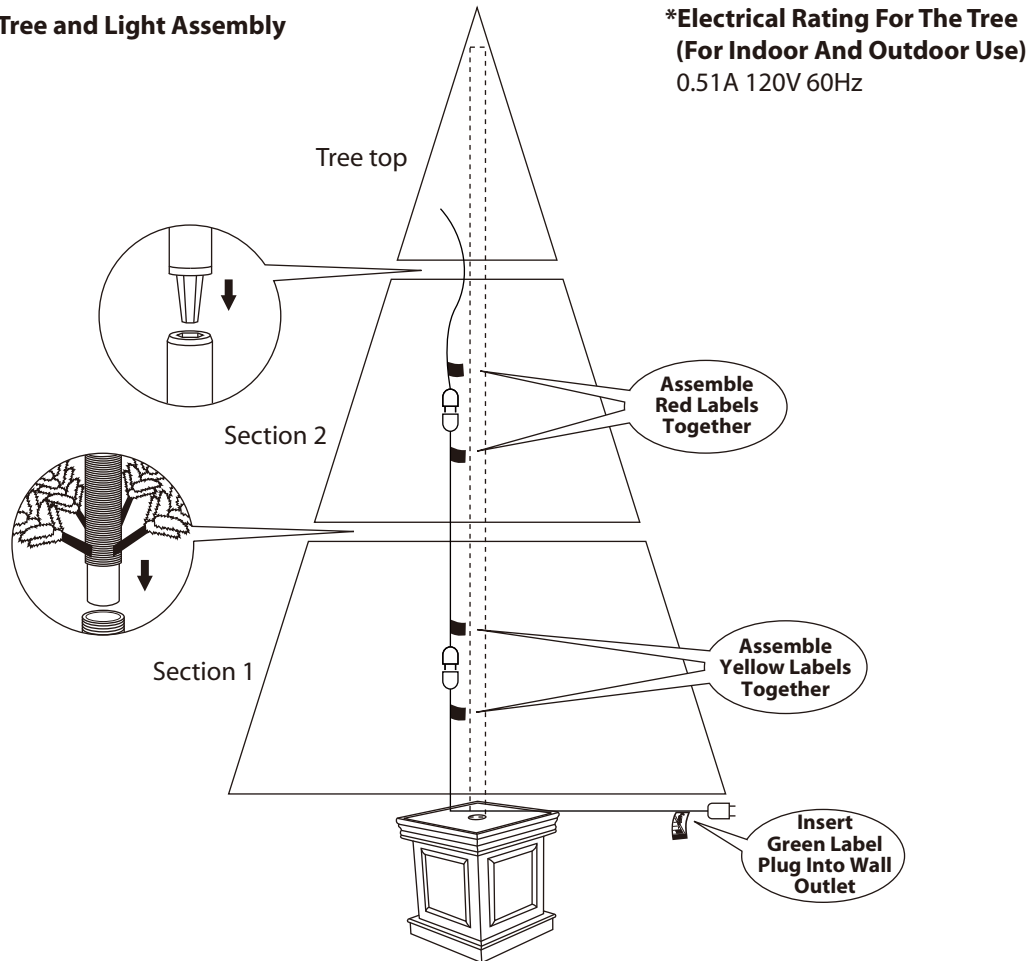 Tree and Light Assembly
*Electrical Rating For The Tree
(For Indoor And Outdoor Use)
0.51A 120V 60Hz
Tree top
Assemble
Red Labels
Together
Section 2
Assemble
Yellow Labels
Together
Section 1
Insert
Green Label
Plug Into Wall
Outlet